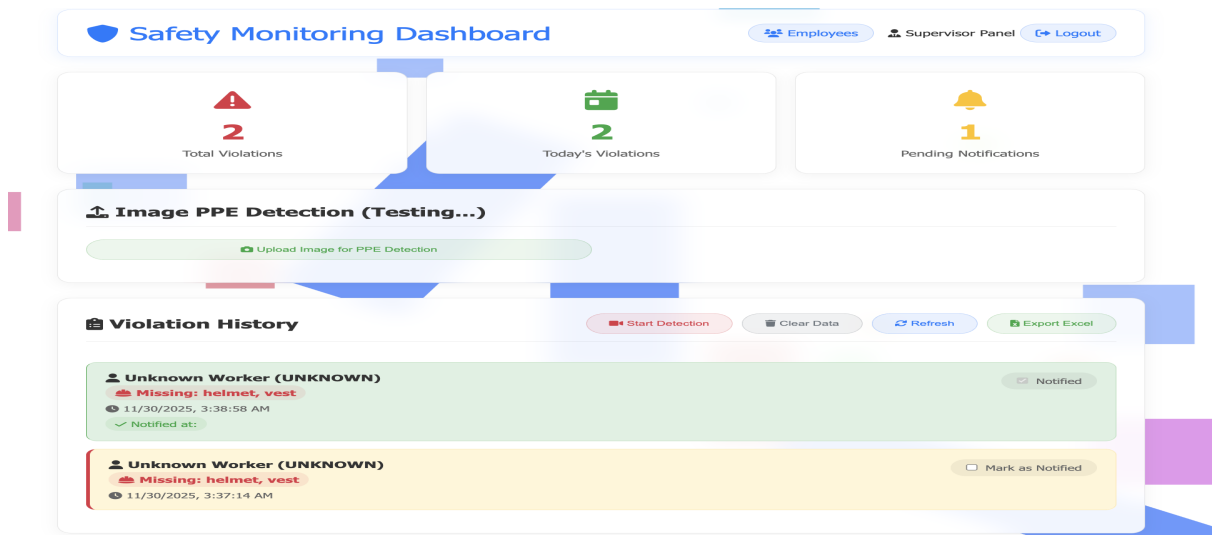 Safety Monitoring Dashboard
Employees
Supervisor Panel
Logout
2
Total Violations
2
Today's Violations
1
Pending Notifications
Image PPE Detection (Testing...)
Upload Image for PPE Detection
Violation History
Start Detection
Clear Data
Refresh
Export Excel
Unknown Worker (UNKNOWN)
Notified
Missing: helmet, vest
11/30/2025, 3:38:58 AM
Notified at:
Unknown Worker (UNKNOWN)
Mark as Notified
Missing: helmet, vest
11/30/2025, 3:37:14 AM